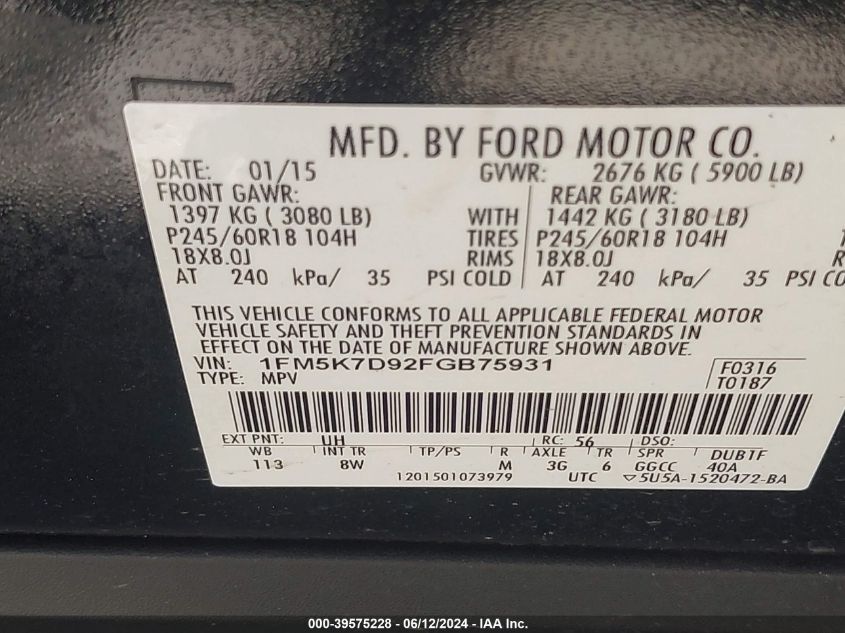 MFD. BY FORD MOTOR CO.
DATE: 01/15 GVWR: 2676 KG ( 5900 LB)
FRONT GAWR: REAR GAWR:
1397 KG ( 3080 LB) WITH 1442 KG ( 3180 LB)
P245/60R18 104H TIRES P245/60R18 104H
18X8.0J RIMS 18X8.0J
AT 240 kPa/ 35 PSI COLD AT 240 kPa/ 35 PSI CO
THIS VEHICLE CONFORMS TO ALL APPLICABLE FEDERAL MOTOR
VEHICLE SAFETY AND THEFT PREVENTION STANDARDS IN
EFFECT ON THE DATE OF MANUFACTURE SHOWN ABOVE.
VIN: 1FM5K7D92FGB75931 F0316
TYPE: MPV T0187
EXT PNT: UH RC: 56 DSO:
WB INT TR TP/PS R AXLE TR SPR DUBTF
113 8W M 3G 6 GGCC 40A
1201501073979 UTC ▽5U5A-1520472-BA
000-39575228 - 06/12/2024 - IAA Inc.